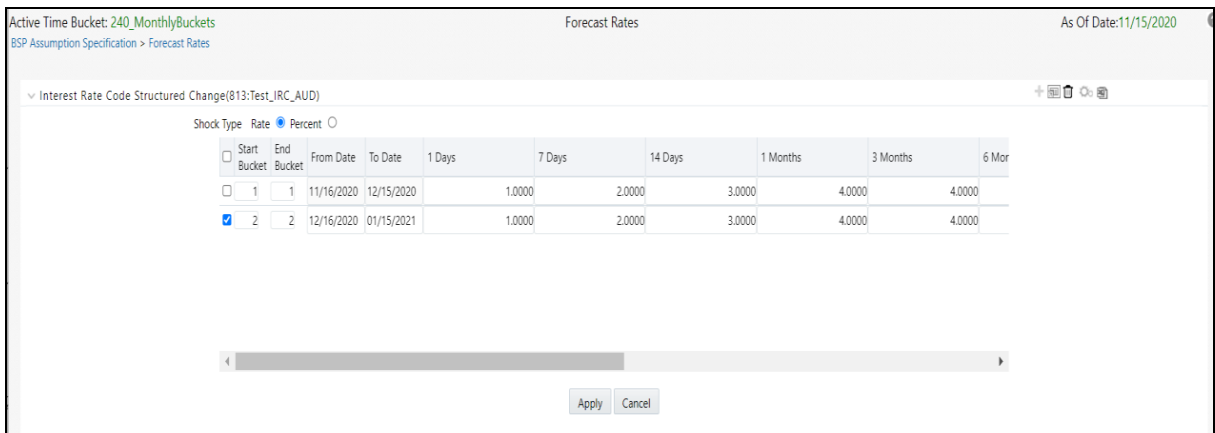 Active Time Bucket: 240_MonthlyBuckets Forecast Rates As Of Date:11/15/2020
BSP Assumption Specification > Forecast Rates
Interest Rate Code Structured Change(813:Test_IRC_AUD)
Shock Type Rate Percent
Start Bucket End Bucket From Date To Date 1 Days 7 Days 14 Days 1 Months 3 Months 6 Mor
1 1 11/16/2020 12/15/2020 1.0000 2.0000 3.0000 4.0000 4.0000
2 2 12/16/2020 01/15/2021 1.0000 2.0000 3.0000 4.0000 4.0000
Apply Cancel